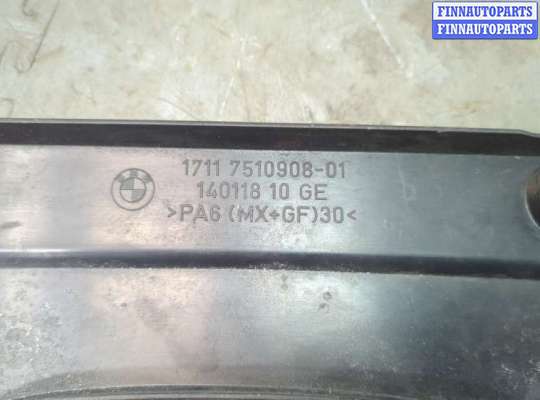 FINNAUTOPARTS
FINNAUTOPARTS
1711 7510908-01
140118 10 GE
>PA6 (MX+GF)30<